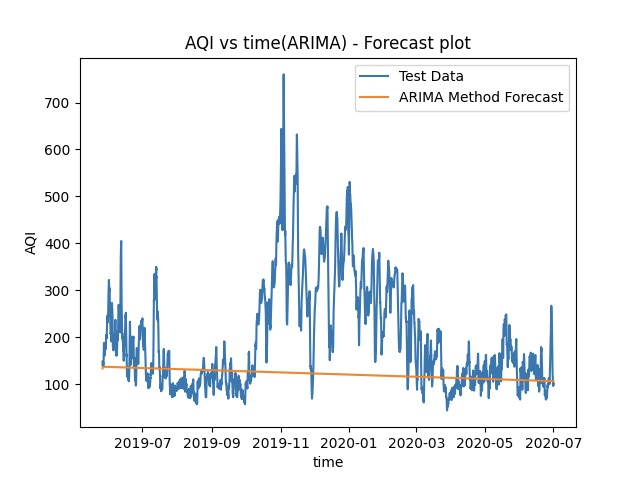 AQI vs time(ARIMA) - Forecast plot
Test Data
ARIMA Method Forecast
700
600
500
400
300
200
100
AQI
2019-07 2019-09 2019-11 2020-01 2020-03 2020-05 2020-07
time